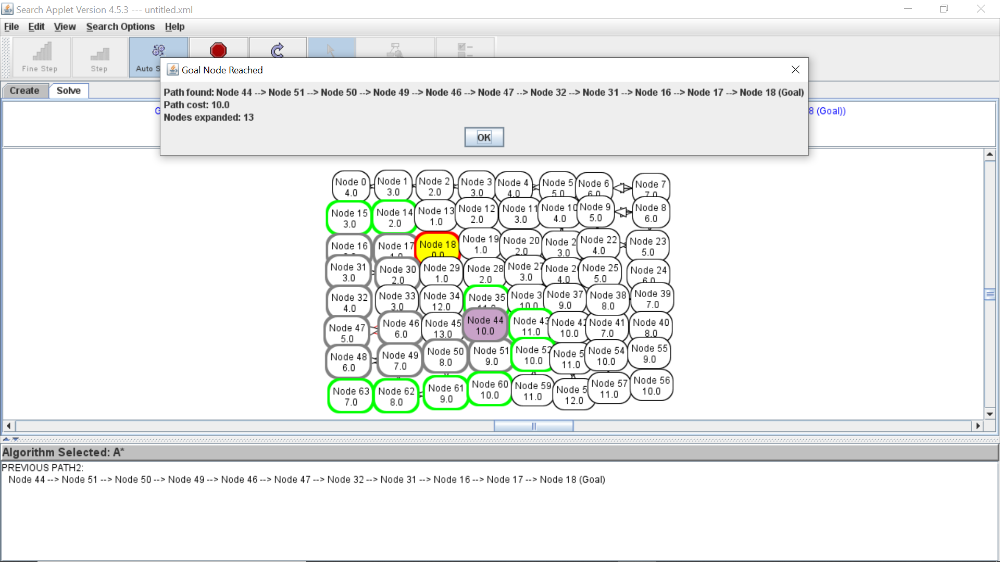 Search Applet Version 4.5.3 --- untitled.xml
File Edit View Search Options Help
Fine Step Step Auto S
Goal Node Reached
Create Solve
Path found: Node 44 --> Node 51 --> Node 50 --> Node 49 --> Node 46 --> Node 47 --> Node 32 --> Node 31 --> Node 16 --> Node 17 --> Node 18 (Goal)
Path cost: 10.0
Nodes expanded: 13
G 8 (Goal))
OK
Node 0 Node 1 Node 2 Node 3 Node 4 Node 5 Node 6 Node 7
4.0 3.0 2.0 3.0 4.0 5.0 6.0 7.0
Node 15 Node 14 Node 13 Node 12 Node 11 Node 10 Node 9 Node 8
3.0 2.0 1.0 2.0 3.0 4.0 5.0 6.0
Node 16 Node 17 Node 18 Node 19 Node 20 Node 2 Node 22 Node 23
1.0 0.0 1.0 2.0 3.0 4.0 5.0
Node 31 Node 30 Node 29 Node 28 Node 27 Node 2 Node 25 Node 24
3.0 2.0 1.0 2.0 3.0 4.0 5.0 6.0
Node 32 Node 33 Node 34 Node 35 Node 3 Node 37 Node 38 Node 39
4.0 3.0 12.0 11.0 10.0 9.0 8.0 7.0
Node 47 Node 46 Node 45 Node 44 Node 43 Node 42 Node 41 Node 40
5.0 6.0 13.0 10.0 11.0 10.0 7.0 8.0
Node 48 Node 49 Node 50 Node 51 Node 52 Node 5 Node 54 Node 55
6.0 7.0 8.0 9.0 10.0 11.0 10.0 9.0
Node 63 Node 62 Node 61 Node 60 Node 59 Node 5 Node 57 Node 56
7.0 8.0 9.0 10.0 11.0 12.0 11.0 10.0
Algorithm Selected: A*
PREVIOUS PATH2:
Node 44 --> Node 51 --> Node 50 --> Node 49 --> Node 46 --> Node 47 --> Node 32 --> Node 31 --> Node 16 --> Node 17 --> Node 18 (Goal)